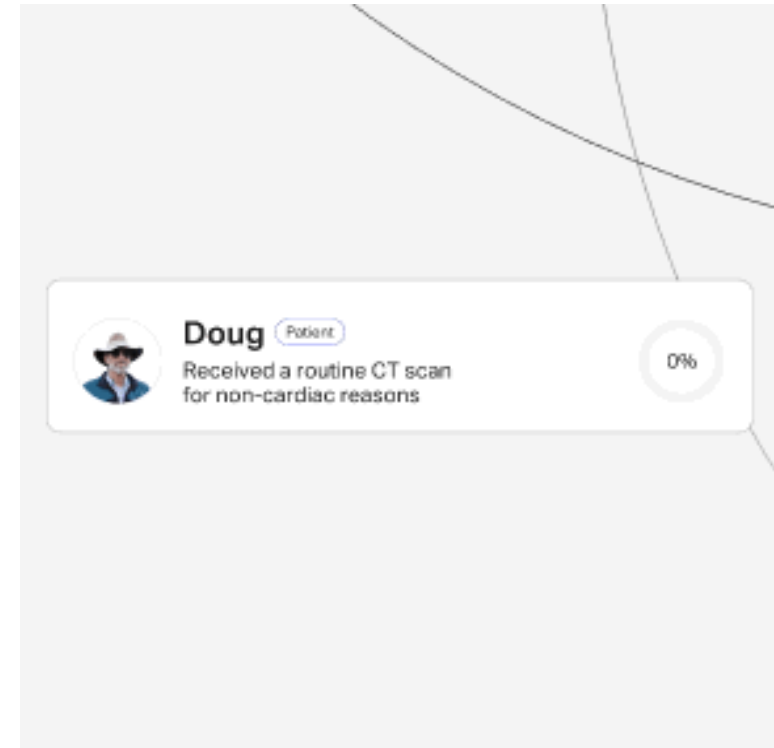 Doug Patient
Received a routine CT scan
for non-cardiac reasons
0%